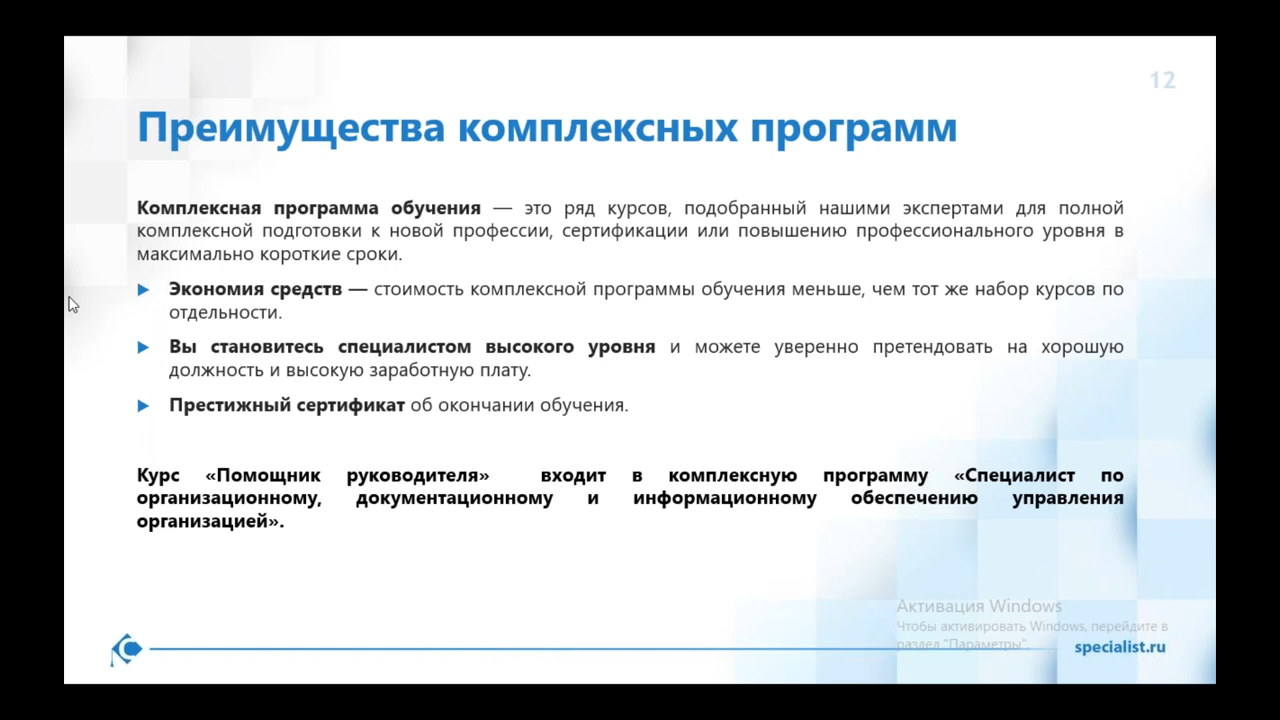 12
Преимущества комплексных программ
Комплексная программа обучения — это ряд курсов, подобранный нашими экспертами для полной
комплексной подготовки к новой профессии, сертификации или повышению профессионального уровня в
максимально короткие сроки.
Экономия средств — стоимость комплексной программы обучения меньше, чем тот же набор курсов по
отдельности.
Вы становитесь специалистом высокого уровня и можете уверенно претендовать на хорошую
должность и высокую заработную плату.
Престижный сертификат об окончании обучения.
Курс «Помощник руководителя» входит в комплексную программу «Специалист по
организационному, документационному и информационному обеспечению управления
организацией».
Активация Windows
Чтобы активировать Windows, перейдите в
раздел "Параметры".
specialist.ru